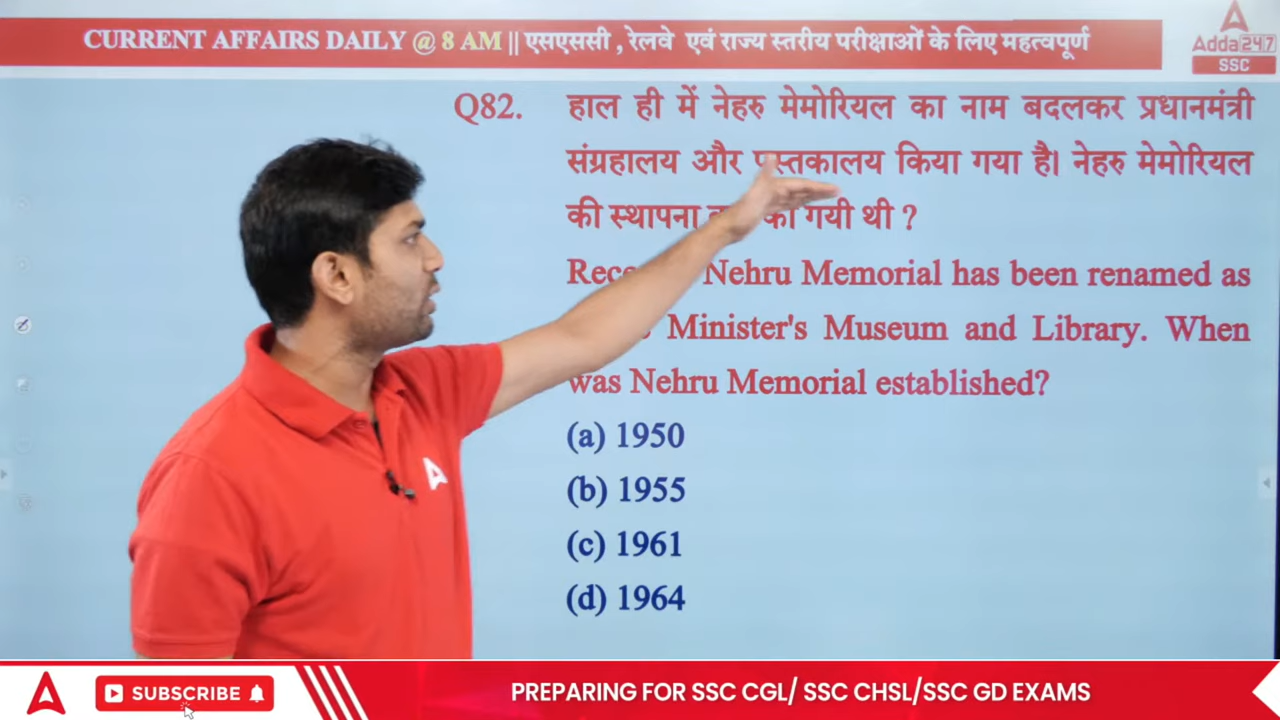 CURRENT AFFAIRS DAILY @ 8 AM || एसएससी , रेलवे एवं राज्य स्तरीय परीक्षाओं के लिए महत्वपूर्ण
Adda247
SSC
Q82. हाल ही में नेहरु मेमोरियल का नाम बदलकर प्रधानमंत्री
संग्रहालय और पुस्तकालय किया गया है। नेहरु मेमोरियल
की स्थापना की गयी थी ?
Nehru Memorial has been renamed as
Minister's Museum and Library. When
was Nehru Memorial established?
(a) 1950
(b) 1955
(c) 1961
(d) 1964
SUBSCRIBE
PREPARING FOR SSC CGL/ SSC CHSL/SSC GD EXAMS